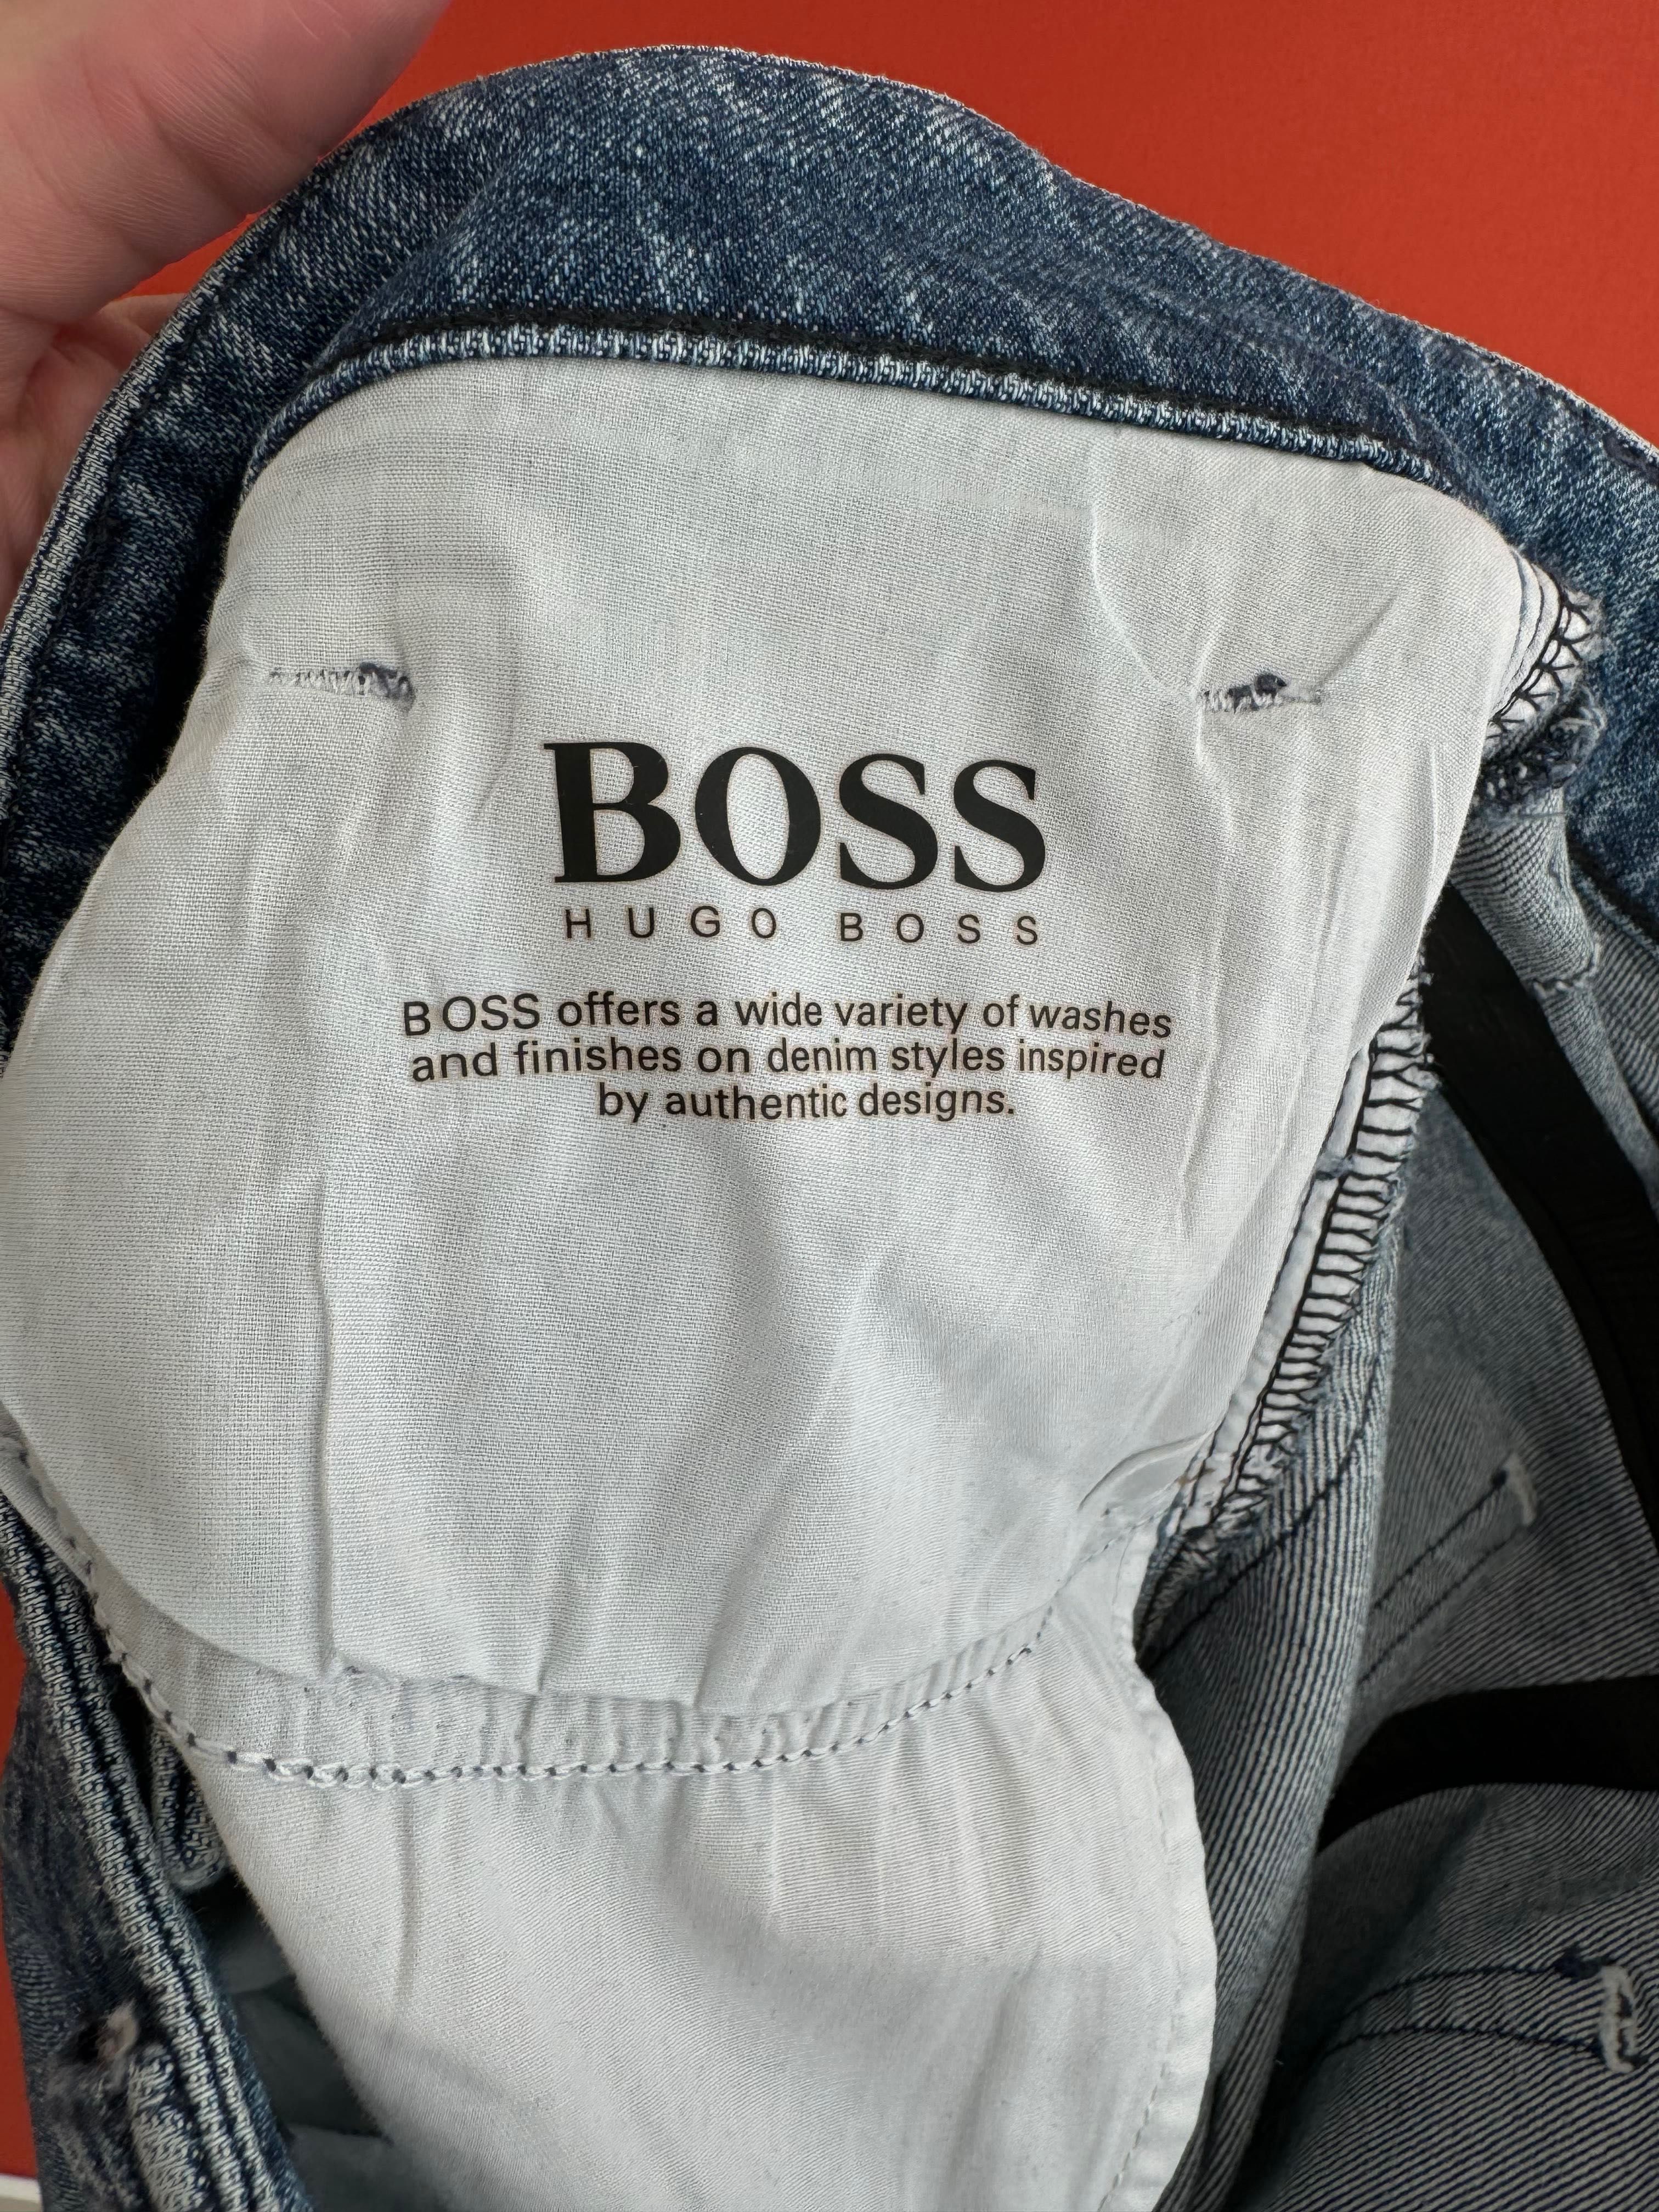 BOSS
HUGO BOSS
BOSS offers a wide variety of washes
and finishes on denim styles inspired
by authentic designs.